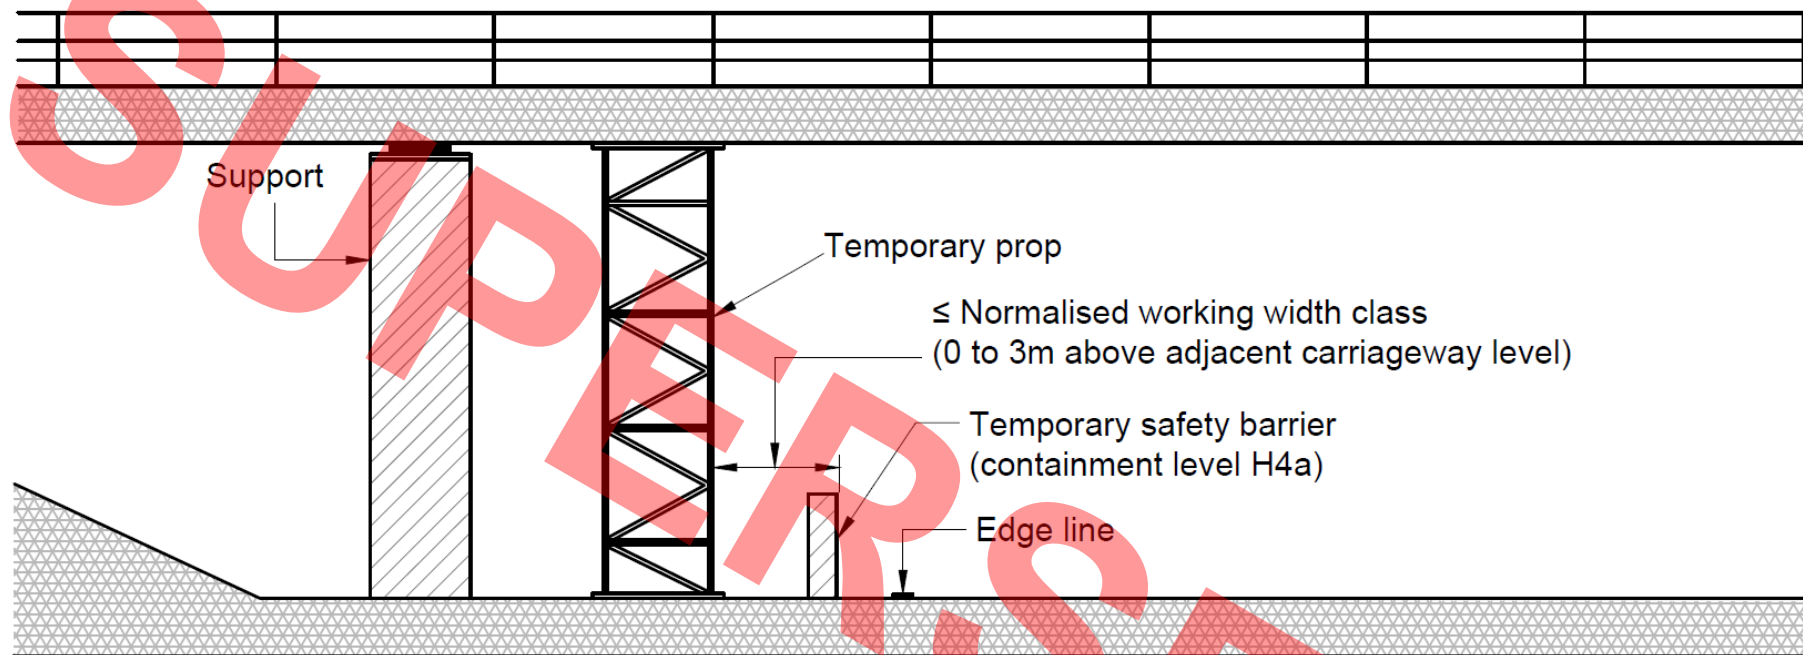 Support
Temporary prop
≤ Normalised working width class
(0 to 3m above adjacent carriageway level)
Temporary safety barrier
(containment level H4a)
Edge line
SUPERSE